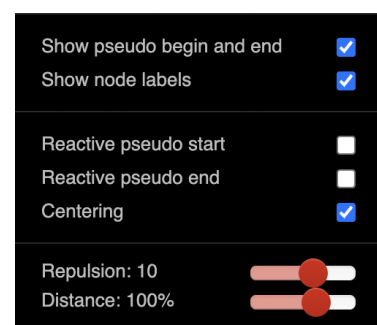 Show pseudo begin and end
Show node labels
Reactive pseudo start
Reactive pseudo end
Centering
Repulsion: 10
Distance: 100%